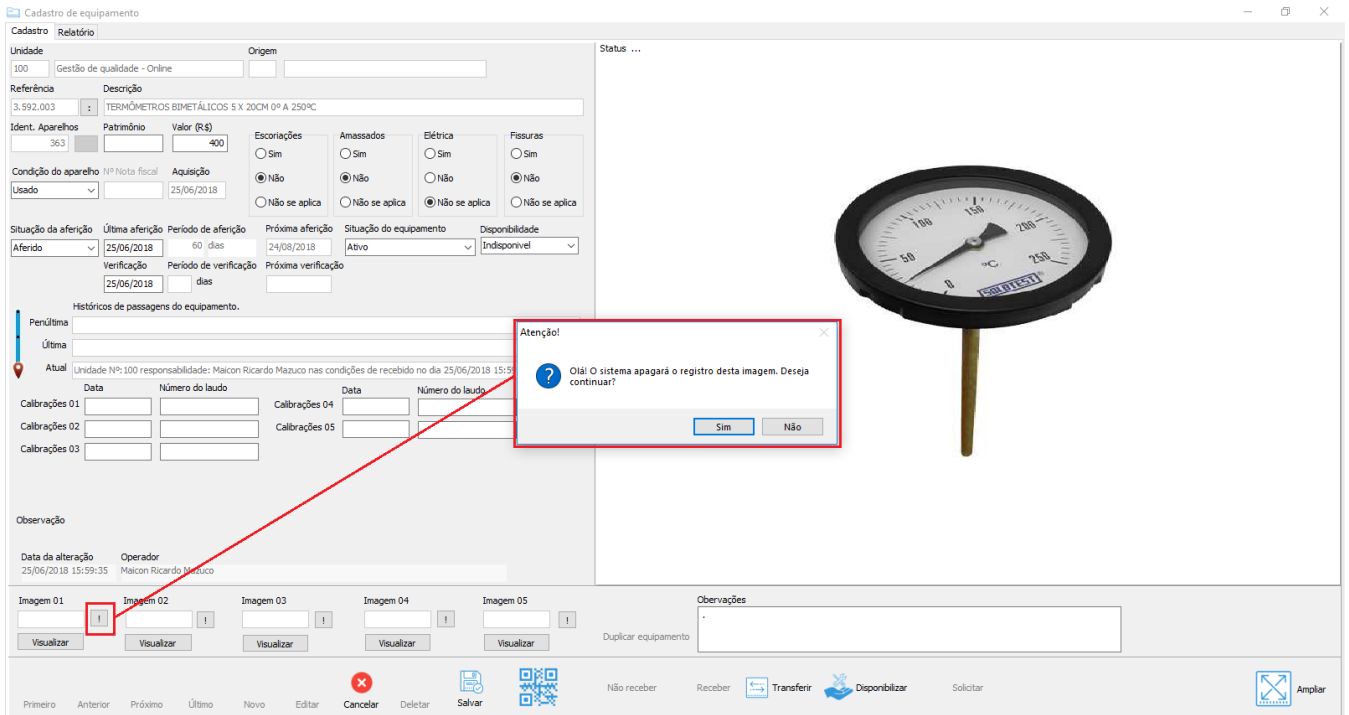 Cadastro de equipamento
Cadastro Relatório
Unidade Origem
100 Gestão de qualidade - Online
Referência Descrição
3.592.003 : TERMÔMETROS BIMETÁLICOS 5 X 20CM 0º A 250ºC
Ident. Aparelhos Patrimônio Valor (R$)
363 400
Escoriações Amassados Elétrica Fissuras
Sim Sim Sim Sim
Não Não Não Não
Não se aplica Não se aplica Não se aplica Não se aplica
Condição do aparelho Nº Nota fiscal Aquisição
Usado 25/06/2018
Situação da aferição Última aferição Período de aferição Próxima aferição Situação do equipamento Disponibilidade
Aferido 25/06/2018 60 dias 24/08/2018 Ativo Indisponivel
Verificação Período de verificação Próxima verificação
25/06/2018 dias
Históricos de passagens do equipamento.
Penúltima
Última
Atual Unidade Nº:100 responsabilidade: Maicon Ricardo Mazuco nas condições de recebido no dia 25/06/2018
Data Número do laudo Data Número do laudo
Calibrações 01 Calibrações 04
Calibrações 02 Calibrações 05
Calibrações 03
Observação
Data da alteração Operador
25/06/2018 15:59:35 Maicon Ricardo Mazuco
Status ...
50 100 150 200 250
0 ºC
SOLOTEST
Atenção!
? Olá! O sistema apagará o registro desta imagem. Deseja
continuar?
Sim Não
Imagem 01 Imagem 02 Imagem 03 Imagem 04 Imagem 05
! ! ! ! !
Visualizar Visualizar Visualizar Visualizar Visualizar
Duplicar equipamento
Obervações
.
Primeiro Anterior Próximo Último Novo Editar Cancelar Deletar Salvar
Não receber Receber Transferir Disponibilizar Solicitar Ampliar